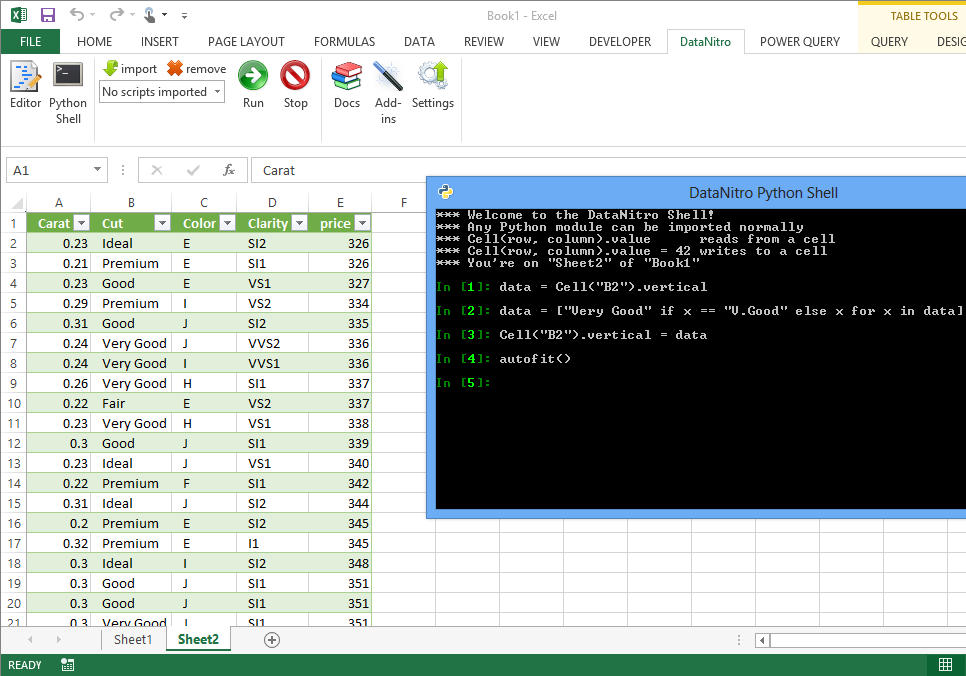 Book1 - Excel
TABLE TOOLS
FILE HOME INSERT PAGE LAYOUT FORMULAS DATA REVIEW VIEW DEVELOPER DataNitro POWER QUERY QUERY DESIG
import remove
No scripts imported
Editor Python Shell Run Stop Docs Add-ins Settings
A1 fx Carat
A B C D E F
1 Carat Cut Color Clarity price
2 0.23 Ideal E SI2 326
3 0.21 Premium E SI1 326
4 0.23 Good E VS1 327
5 0.29 Premium I VS2 334
6 0.31 Good J SI2 335
7 0.24 Very Good J VVS2 336
8 0.24 Very Good I VVS1 336
9 0.26 Very Good H SI1 337
10 0.22 Fair E VS2 337
11 0.23 Very Good H VS1 338
12 0.3 Good J SI1 339
13 0.23 Ideal J VS1 340
14 0.22 Premium F SI1 342
15 0.31 Ideal J SI2 344
16 0.2 Premium E SI2 345
17 0.32 Premium E I1 345
18 0.3 Ideal I SI2 348
19 0.3 Good J SI1 351
20 0.3 Good J SI1 351
21 0.3 Very Good J SI1 351
DataNitro Python Shell
*** Welcome to the DataNitro Shell!
*** Any Python module can be imported normally
*** Cell(row, column).value reads from a cell
*** Cell(row, column).value = 42 writes to a cell
*** You're on "Sheet2" of "Book1"
In [1]: data = Cell("B2").vertical
In [2]: data = ["Very Good" if x == "V.Good" else x for x in data]
In [3]: Cell("B2").vertical = data
In [4]: autofit()
In [5]:
Sheet1 Sheet2
READY